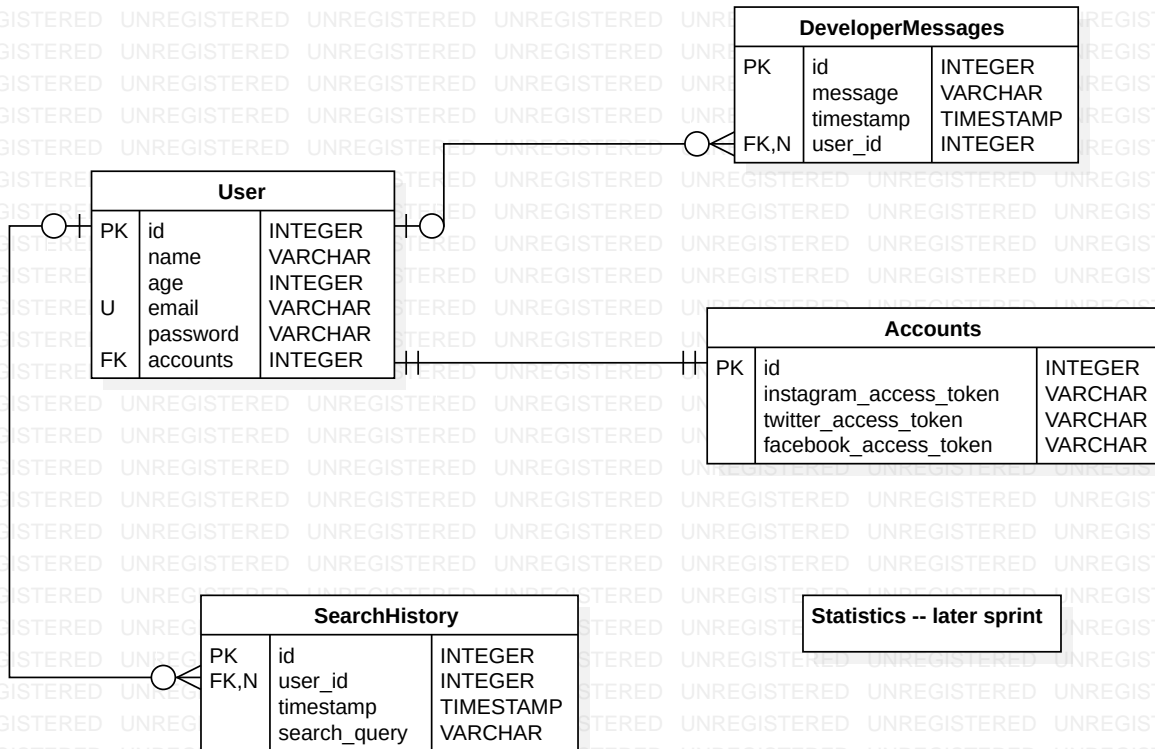 DeveloperMessages
PK id INTEGER
message VARCHAR
timestamp TIMESTAMP
FK,N user_id INTEGER
User
PK id INTEGER
name VARCHAR
age INTEGER
U email VARCHAR
password VARCHAR
FK accounts INTEGER
Accounts
PK id INTEGER
instagram_access_token VARCHAR
twitter_access_token VARCHAR
facebook_access_token VARCHAR
SearchHistory
PK id INTEGER
FK,N user_id INTEGER
timestamp TIMESTAMP
search_query VARCHAR
Statistics -- later sprint
UNREGISTERED